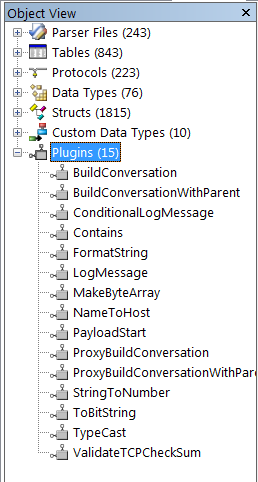 Object View
Parser Files (243)
Tables (843)
Protocols (223)
Data Types (76)
Structs (1815)
Custom Data Types (10)
Plugins (15)
BuildConversation
BuildConversationWithParent
ConditionalLogMessage
Contains
FormatString
LogMessage
MakeByteArray
NameToHost
PayloadStart
ProxyBuildConversation
ProxyBuildConversationWithPare
StringToNumber
ToBitString
TypeCast
ValidateTCPCheckSum